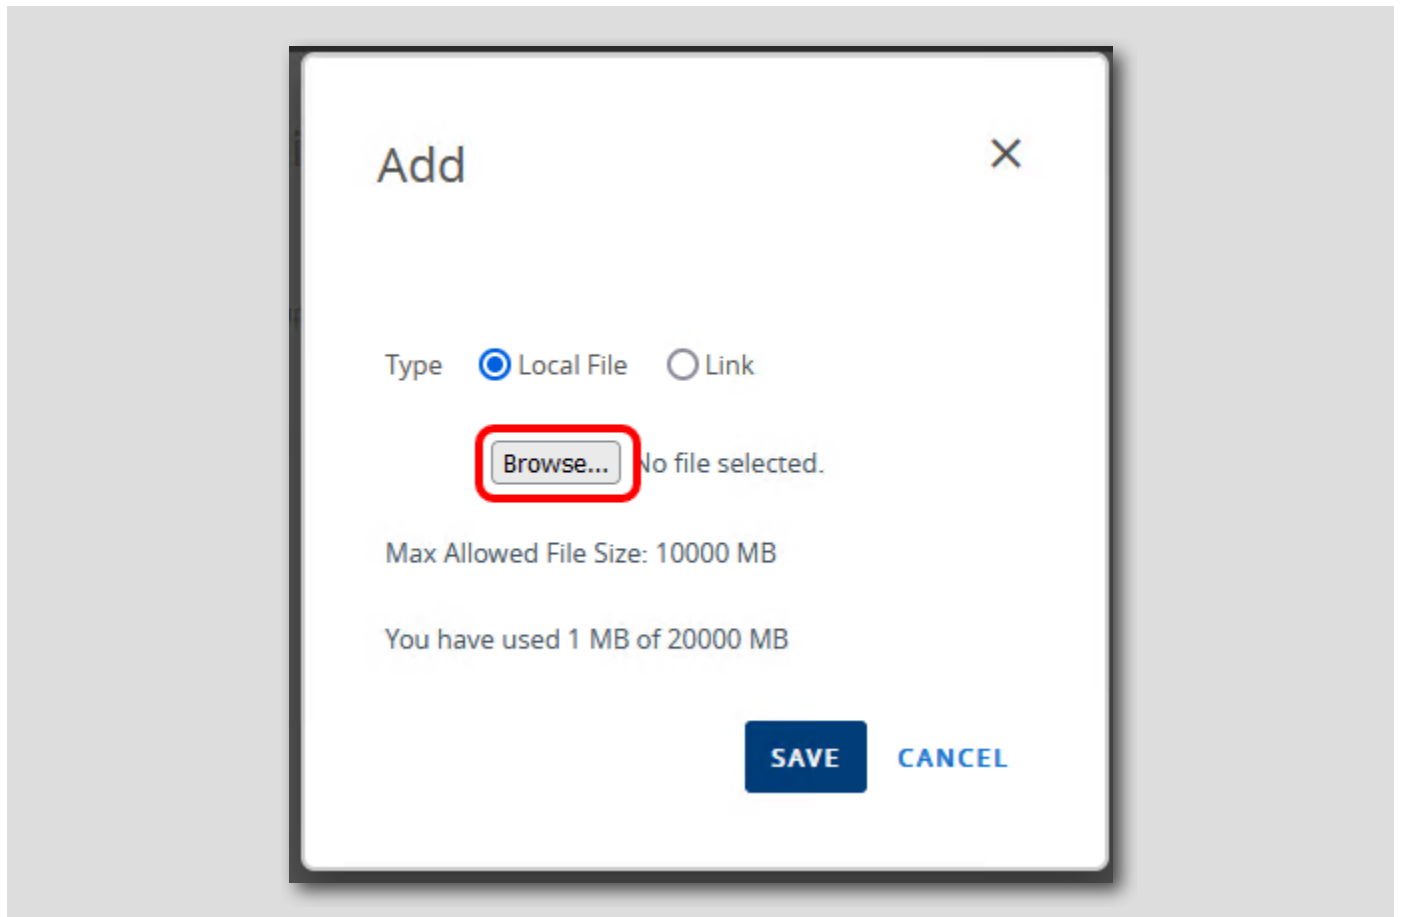 Add
Type Local File Link
Browse... No file selected.
Max Allowed File Size: 10000 MB
You have used 1 MB of 20000 MB
SAVE CANCEL